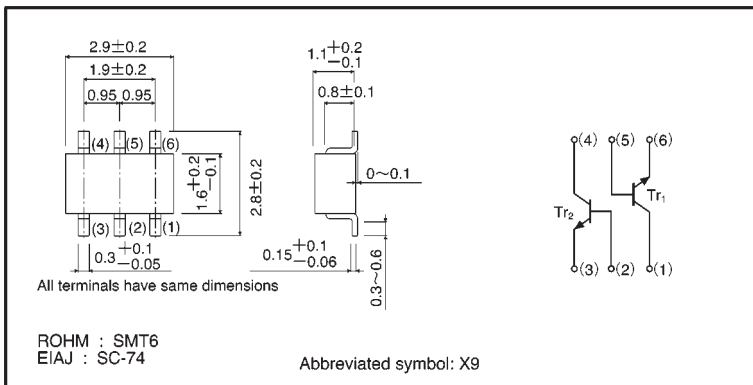 2.9±0.2
1.9±0.2
0.95 0.95
(4) (5) (6)
(3) (2) (1)
1.6 +0.2 −0.1
2.8±0.2
0.3 +0.1 −0.05
All terminals have same dimensions
1.1 +0.2 −0.1
0.8±0.1
0~0.1
0.15 +0.1 −0.06
0.3~0.6
(4) (5) (6)
Tr1
Tr2
(3) (2) (1)
ROHM : SMT6
EIAJ : SC-74
Abbreviated symbol: X9